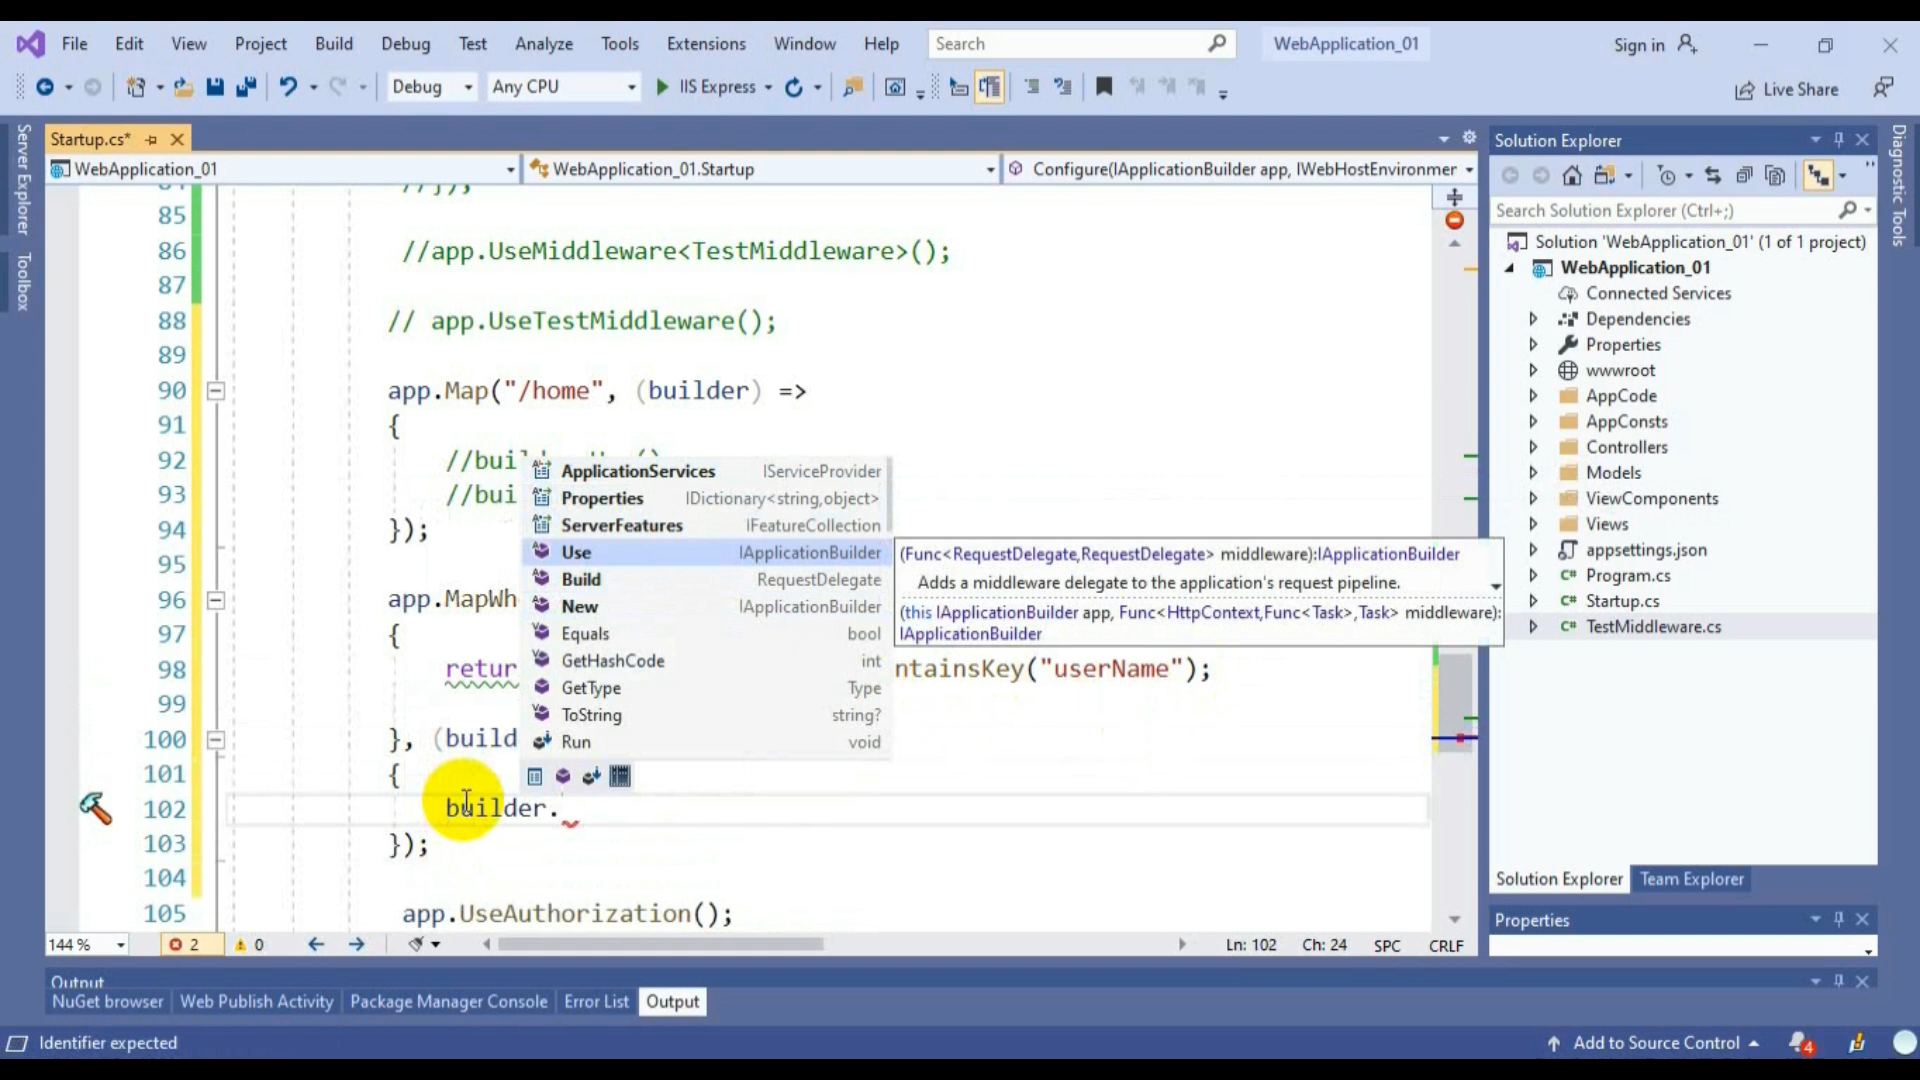 File Edit View Project Build Debug Test Analyze Tools Extensions Window Help Search WebApplication_01 Sign in
Debug Any CPU IIS Express Live Share
Server Explorer
Toolbox
Startup.cs*
WebApplication_01 WebApplication_01.Startup Configure(IApplicationBuilder app, IWebHostEnvironmer
84 //});
85
86 //app.UseMiddleware<TestMiddleware>();
87
88 // app.UseTestMiddleware();
89
90 app.Map("/home", (builder) =>
91 {
92 //buil
93 //bui
94 });
95
96 app.MapWh
97 {
98 retur ntainsKey("userName");
99
100 }, (build
101 {
102 builder.
103 });
104
105 app.UseAuthorization();
ApplicationServices IServiceProvider
Properties IDictionary<string,object>
ServerFeatures IFeatureCollection
Use IApplicationBuilder
Build RequestDelegate
New IApplicationBuilder
Equals bool
GetHashCode int
GetType Type
ToString string?
Run void
(Func<RequestDelegate,RequestDelegate> middleware):IApplicationBuilder
Adds a middleware delegate to the application's request pipeline.
(this IApplicationBuilder app, Func<HttpContext,Func<Task>,Task> middleware):
IApplicationBuilder
144 % 2 0 Ln: 102 Ch: 24 SPC CRLF
Solution Explorer
Search Solution Explorer (Ctrl+;)
Solution 'WebApplication_01' (1 of 1 project)
WebApplication_01
Connected Services
Dependencies
Properties
wwwroot
AppCode
AppConsts
Controllers
Models
ViewComponents
Views
appsettings.json
C# Program.cs
C# Startup.cs
C# TestMiddleware.cs
Solution Explorer Team Explorer
Properties
Diagnostic Tools
Output
NuGet browser Web Publish Activity Package Manager Console Error List Output
Identifier expected Add to Source Control 4